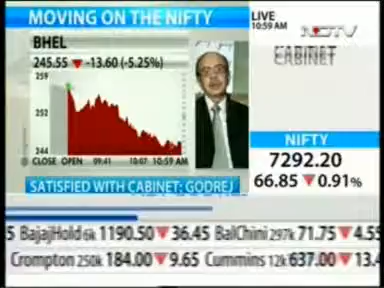 MOVING ON THE NIFTY
LIVE
10:59 AM
NDTV
BHEL
CABINET
CABINET
245.55 ▼ -13.60 (-5.25%)
259
252
244
CLOSE OPEN 09:41 10:07 10:59 AM
NIFTY
7292.20
66.85 ▼ 0.91%
SATISFIED WITH CABINET: GODREJ
5 BajajHold 6k 1190.50 ▼ 36.45 BalChini 297k 71.75 ▼ 4.55
Crompton 250k 184.00 ▼ 9.65 Cummins 12k 637.00 ▼ 13.4